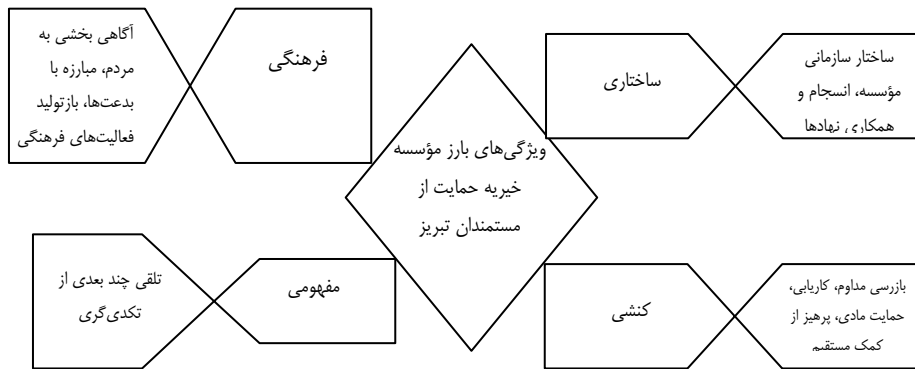 ساختار سازمانی
مؤسسه، انسجام و
همکاری نهادها
ساختاری
فرهنگی
آگاهی بخشی به
مردم، مبارزه با
بدعت‌ها، بازتولید
فعالیت‌های فرهنگی
ویژگی‌های بارز مؤسسه
خیریه حمایت از
مستمندان تبریز
بازرسی مداوم، کاریابی،
حمایت مادی، پرهیز از
کمک مستقیم
کنشی
مفهومی
تلقی چند بعدی از
تکدی‌گری